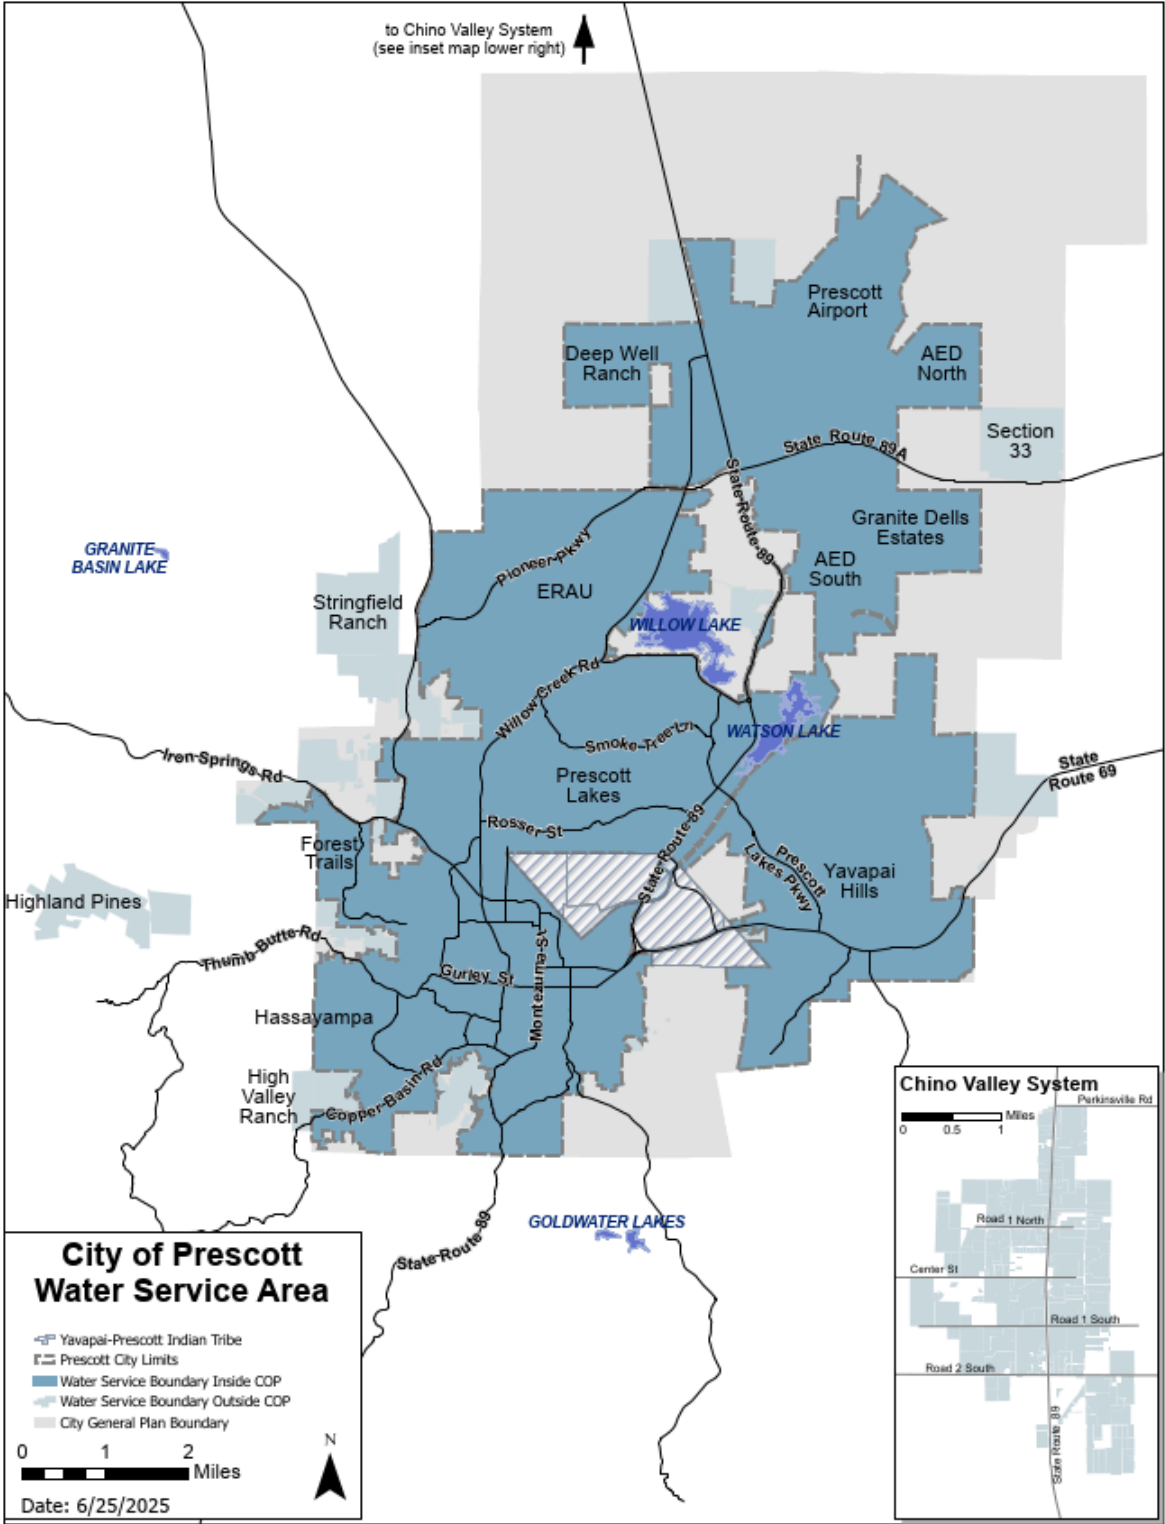 to Chino Valley System
(see inset map lower right)
Prescott
Airport
Deep Well
Ranch
AED
North
Section
33
State Route 89A
State Route 89
Granite Dells
Estates
AED
South
Pioneer Pkwy
ERAU
GRANITE
BASIN LAKE
Stringfield
Ranch
WILLOW LAKE
Willow Creek Rd
WATSON LAKE
Smoke Tree Ln
Iron Springs Rd
Prescott
Lakes
State
Route 69
Rosser St
State Route 89
Forest
Trails
Prescott
Lakes Pkwy
Yavapai
Hills
Highland Pines
Thumb Butte Rd
Gurley St
Montezuma St
Hassayampa
High
Valley
Ranch
Copper Basin Rd
GOLDWATER LAKES
State Route 89
Chino Valley System
Perkinsville Rd
Miles
0 0.5 1
Road 1 North
Center St
Road 1 South
Road 2 South
State Route 89
City of Prescott
Water Service Area
Yavapai-Prescott Indian Tribe
Prescott City Limits
Water Service Boundary Inside COP
Water Service Boundary Outside COP
City General Plan Boundary
0 1 2
Miles
N
Date: 6/25/2025